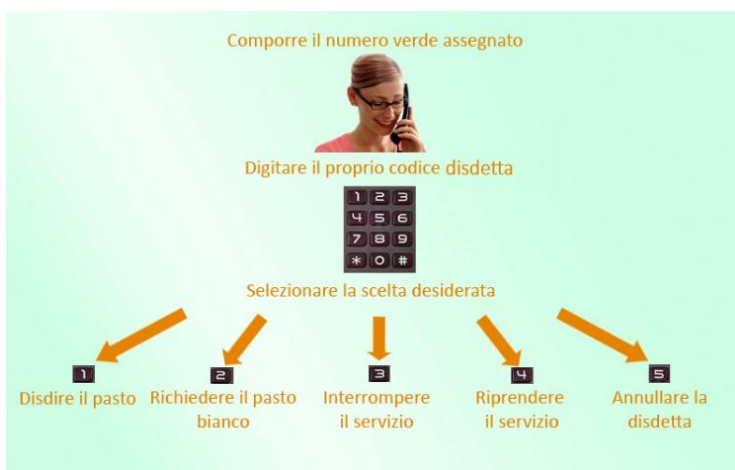 Comporre il numero verde assegnato
Digitare il proprio codice disdetta
1 2 3
4 5 6
7 8 9
* 0 #
Selezionare la scelta desiderata
1
Disdire il pasto
2
Richiedere il pasto
bianco
3
Interrompere
il servizio
4
Riprendere
il servizio
5
Annullare la
disdetta